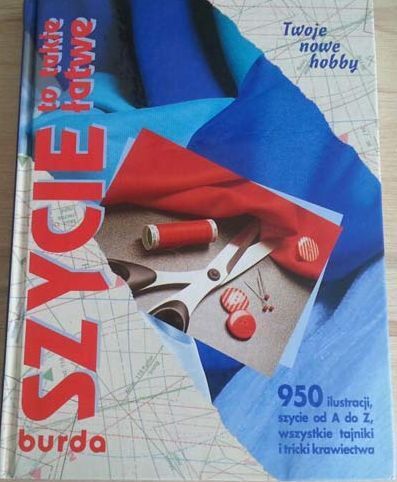 Twoje
nowe
hobby
SZYCIE
to takie
łatwe
burda
950 ilustracji,
szycie od A do Z,
wszystkie tajniki
i tricki krawiectwa